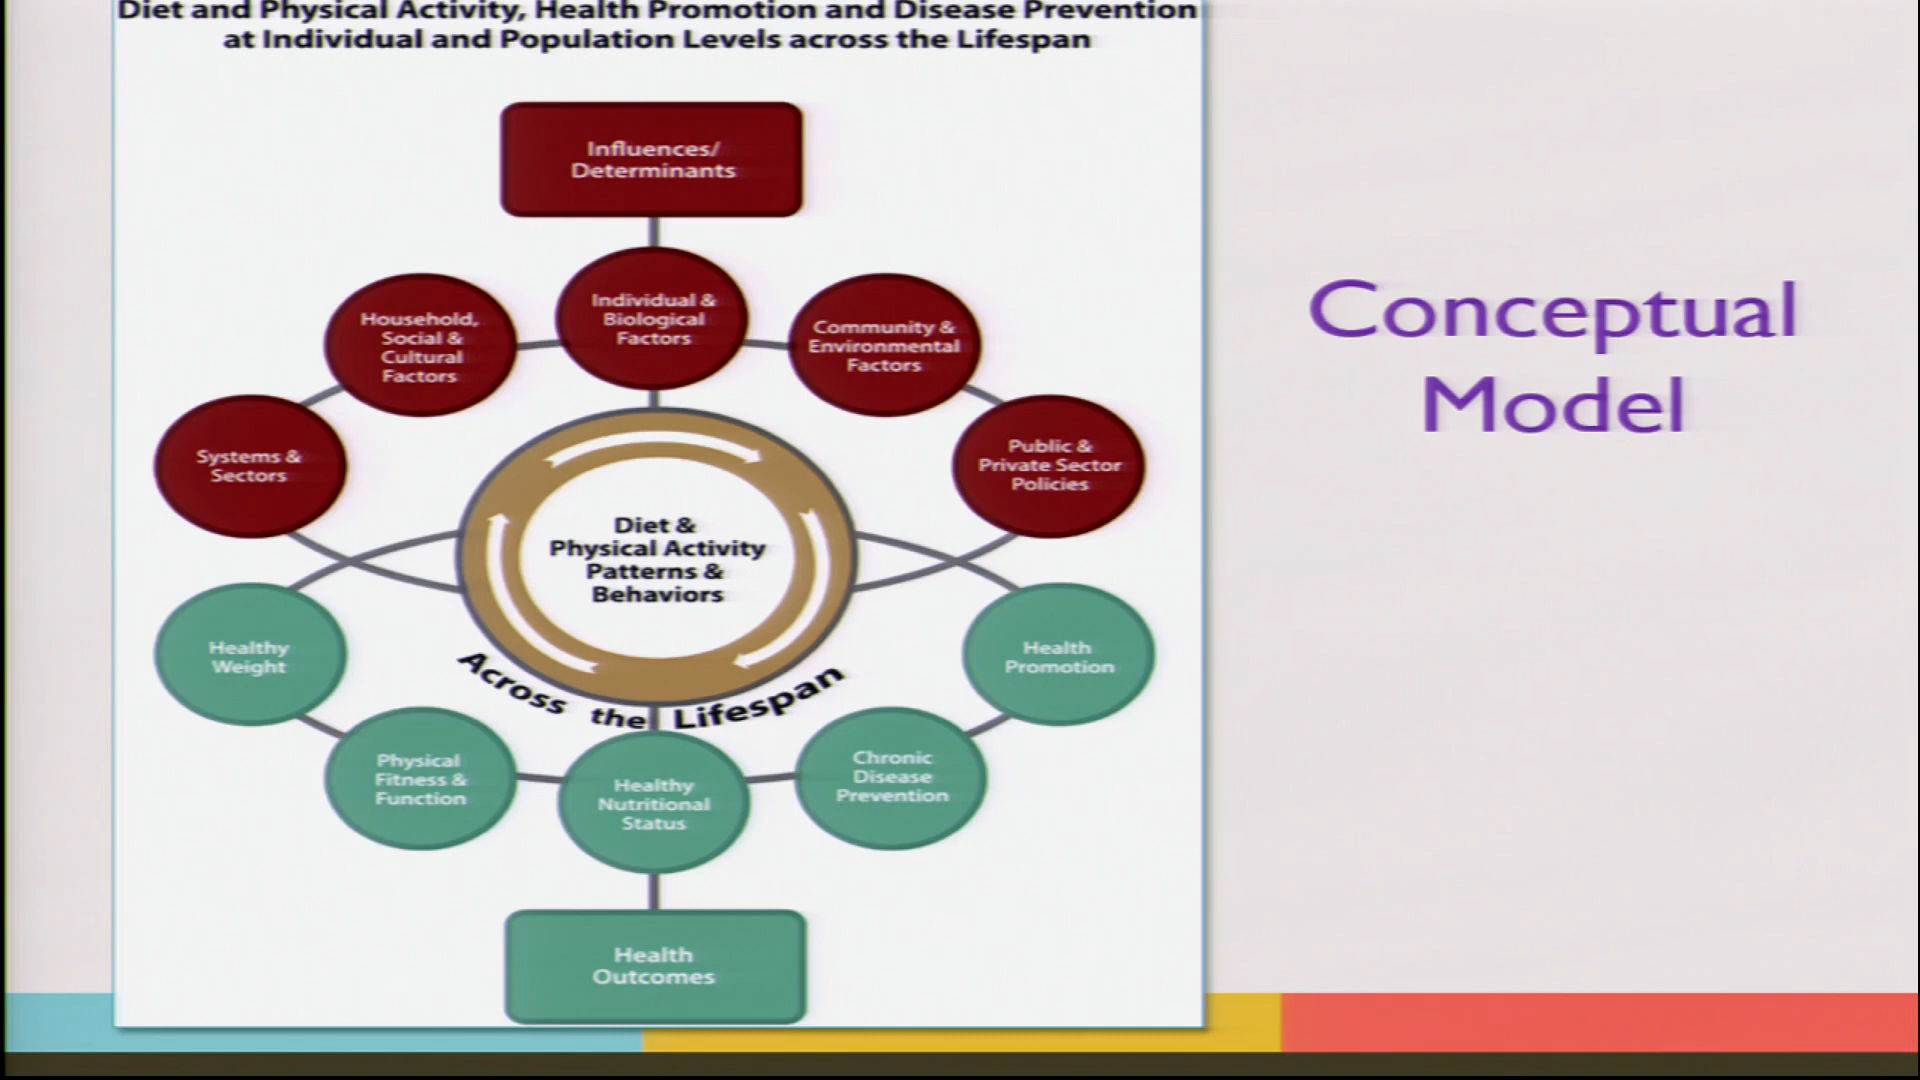 Diet and Physical Activity, Health Promotion and Disease Prevention
at Individual and Population Levels across the Lifespan
Influences/
Determinants
Household,
Social &
Cultural
Factors
Individual &
Biological
Factors
Community &
Environmental
Factors
Systems &
Sectors
Public &
Private Sector
Policies
Diet &
Physical Activity
Patterns &
Behaviors
Across the Lifespan
Healthy
Weight
Health
Promotion
Physical
Fitness &
Function
Healthy
Nutritional
Status
Chronic
Disease
Prevention
Health
Outcomes
Conceptual
Model